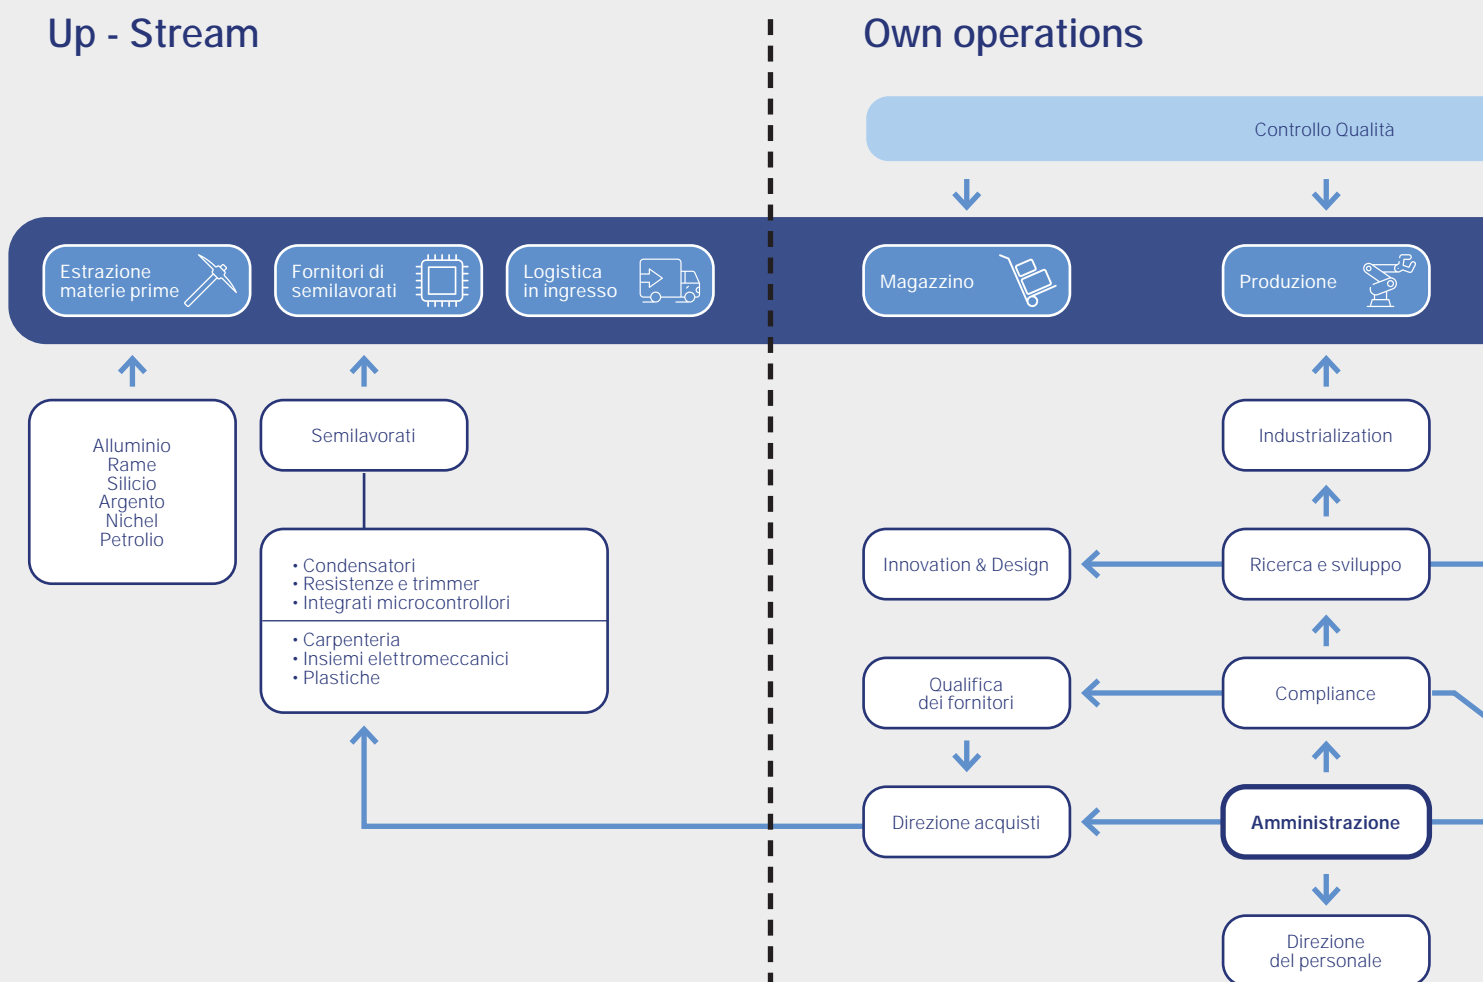 Up - Stream
Own operations
Controllo Qualità
Estrazione
materie prime
Fornitori di
semilavorati
Logistica
in ingresso
Magazzino
Produzione
Alluminio
Rame
Silicio
Argento
Nichel
Petrolio
Semilavorati
• Condensatori
• Resistenze e trimmer
• Integrati microcontrollori
• Carpenteria
• Insiemi elettromeccanici
• Plastiche
Industrialization
Innovation & Design
Ricerca e sviluppo
Qualifica
dei fornitori
Compliance
Direzione acquisti
Amministrazione
Direzione
del personale